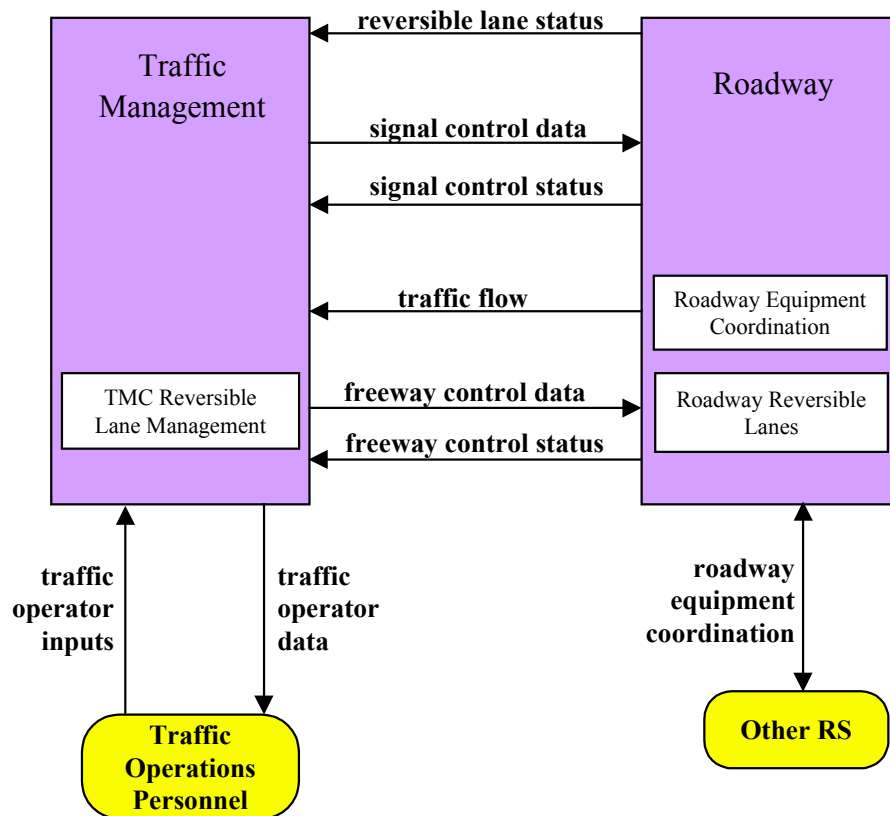 reversible lane status
Traffic
Management
Roadway
signal control data
signal control status
traffic flow
Roadway Equipment
Coordination
TMC Reversible
Lane Management
freeway control data
Roadway Reversible
Lanes
freeway control status
traffic
operator
inputs
traffic
operator
data
roadway
equipment
coordination
Traffic
Operations
Personnel
Other RS